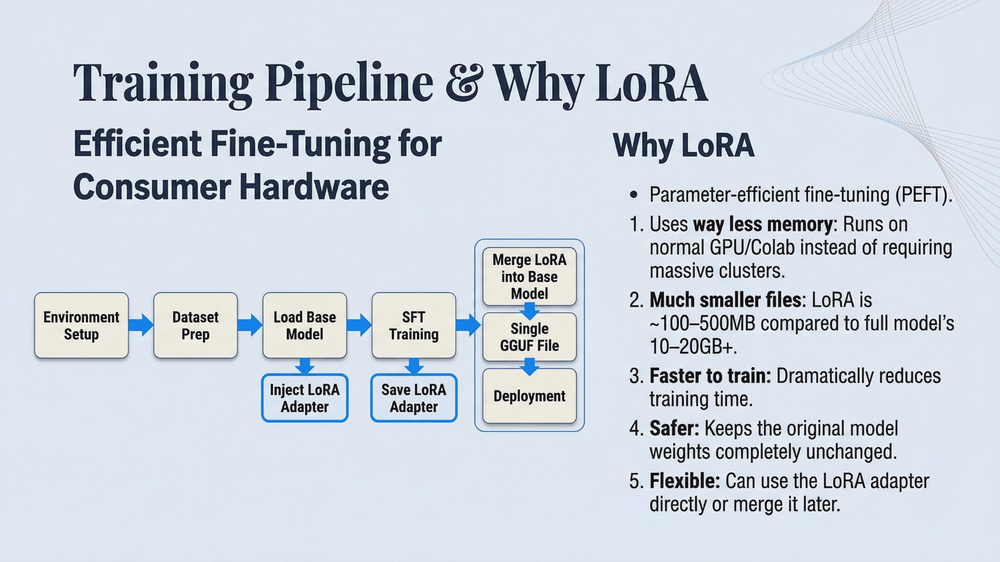 Training Pipeline & Why LoRA
Efficient Fine-Tuning for
Consumer Hardware
Environment
Setup
Dataset
Prep
Load Base
Model
Inject LoRA
Adapter
SFT
Training
Save LoRA
Adapter
Merge LoRA
into Base
Model
Single
GGUF File
Deployment
Why LoRA
• Parameter-efficient fine-tuning (PEFT).
1. Uses way less memory: Runs on
normal GPU/Colab instead of requiring
massive clusters.
2. Much smaller files: LoRA is
~100–500MB compared to full model’s
10–20GB+.
3. Faster to train: Dramatically reduces
training time.
4. Safer: Keeps the original model
weights completely unchanged.
5. Flexible: Can use the LoRA adapter
directly or merge it later.